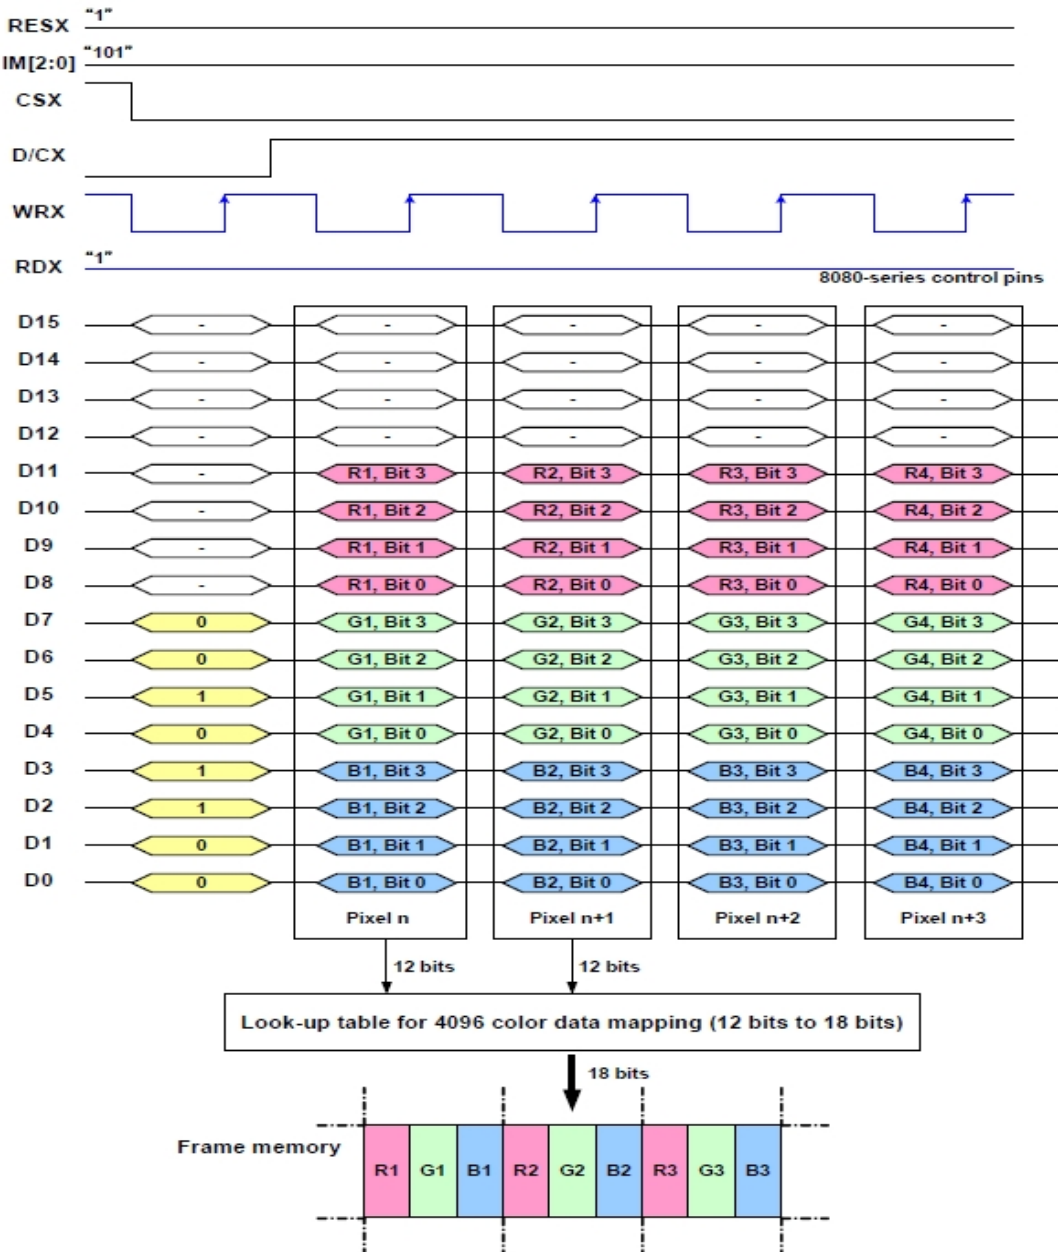 RESX "1"
IM[2:0] "101"
CSX
D/CX
WRX
RDX "1"
8080-series control pins
D15 - - - - -
D14 - - - - -
D13 - - - - -
D12 - - - - -
D11 - R1, Bit 3 R2, Bit 3 R3, Bit 3 R4, Bit 3
D10 - R1, Bit 2 R2, Bit 2 R3, Bit 2 R4, Bit 2
D9 - R1, Bit 1 R2, Bit 1 R3, Bit 1 R4, Bit 1
D8 - R1, Bit 0 R2, Bit 0 R3, Bit 0 R4, Bit 0
D7 0 G1, Bit 3 G2, Bit 3 G3, Bit 3 G4, Bit 3
D6 0 G1, Bit 2 G2, Bit 2 G3, Bit 2 G4, Bit 2
D5 1 G1, Bit 1 G2, Bit 1 G3, Bit 1 G4, Bit 1
D4 0 G1, Bit 0 G2, Bit 0 G3, Bit 0 G4, Bit 0
D3 1 B1, Bit 3 B2, Bit 3 B3, Bit 3 B4, Bit 3
D2 1 B1, Bit 2 B2, Bit 2 B3, Bit 2 B4, Bit 2
D1 0 B1, Bit 1 B2, Bit 1 B3, Bit 1 B4, Bit 1
D0 0 B1, Bit 0 B2, Bit 0 B3, Bit 0 B4, Bit 0
Pixel n Pixel n+1 Pixel n+2 Pixel n+3
12 bits 12 bits
Look-up table for 4096 color data mapping (12 bits to 18 bits)
18 bits
Frame memory
R1 G1 B1 R2 G2 B2 R3 G3 B3